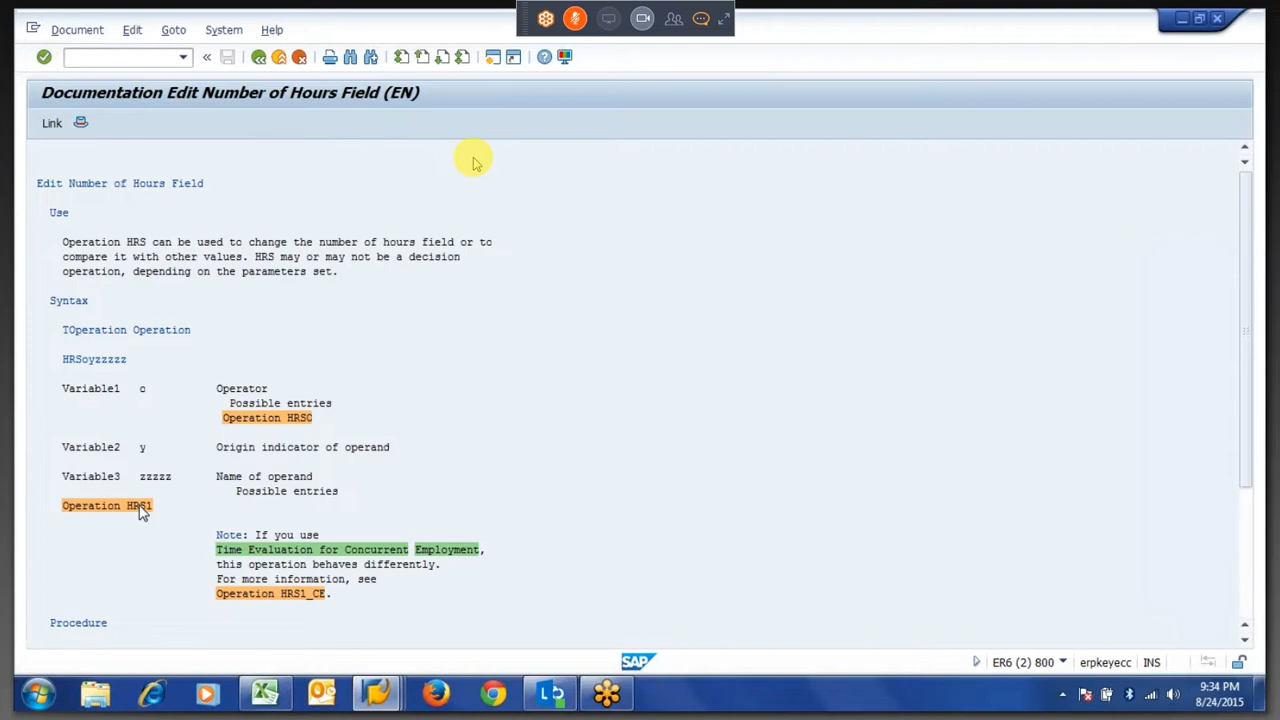 Document Edit Goto System Help
Documentation Edit Number of Hours Field (EN)
Link
Edit Number of Hours Field
Use
Operation HRS can be used to change the number of hours field or to
compare it with other values. HRS may or may not be a decision
operation, depending on the parameters set.
Syntax
TOperation Operation
HRSoyzzzzz
Variable1 o Operator
Possible entries
Operation HRSO
Variable2 y Origin indicator of operand
Variable3 zzzzz Name of operand
Possible entries
Operation HRS1
Note: If you use
Time Evaluation for Concurrent Employment,
this operation behaves differently.
For more information, see
Operation HRS1_CE.
Procedure
SAP
ER6 (2) 800 erpkeyecc INS
9:34 PM
8/24/2015